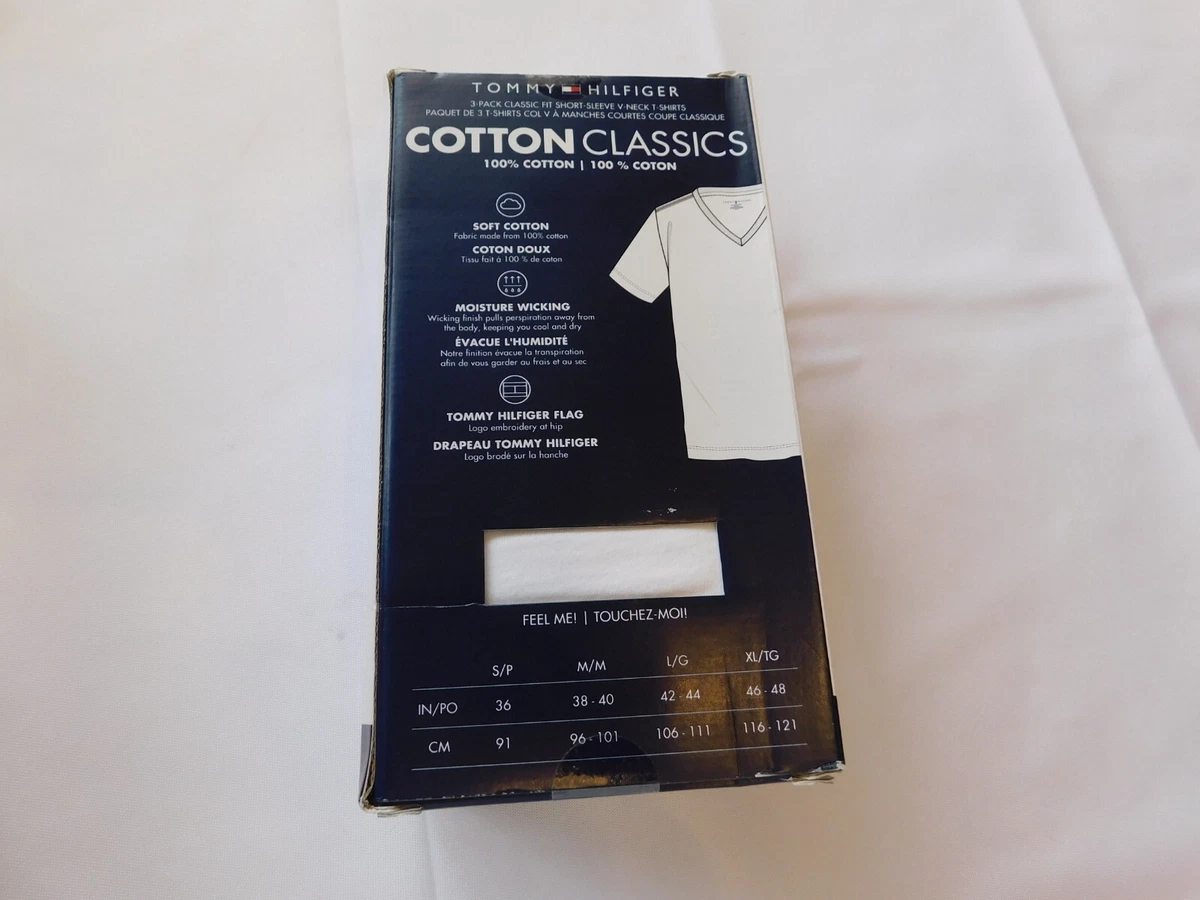 TOMMY HILFIGER
3-PACK CLASSIC FIT SHORT-SLEEVE V-NECK T-SHIRTS
PAQUET DE 3 T-SHIRTS COL V À MANCHES COURTES COUPE CLASSIQUE
COTTON CLASSICS
100% COTTON | 100 % COTON
SOFT COTTON
Fabric made from 100% cotton
COTON DOUX
Tissu fait à 100 % de coton
MOISTURE WICKING
Wicking finish pulls perspiration away from
the body, keeping you cool and dry
ÉVACUE L'HUMIDITÉ
Notre finition évacue la transpiration
afin de vous garder au frais et au sec
TOMMY HILFIGER FLAG
Logo embroidery at hip
DRAPEAU TOMMY HILFIGER
Logo brodé sur la hanche
FEEL ME! | TOUCHEZ-MOI!
S/P M/M L/G XL/TG
IN/PO 36 38 - 40 42 - 44 46 - 48
CM 91 96 - 101 106 - 111 116 - 121